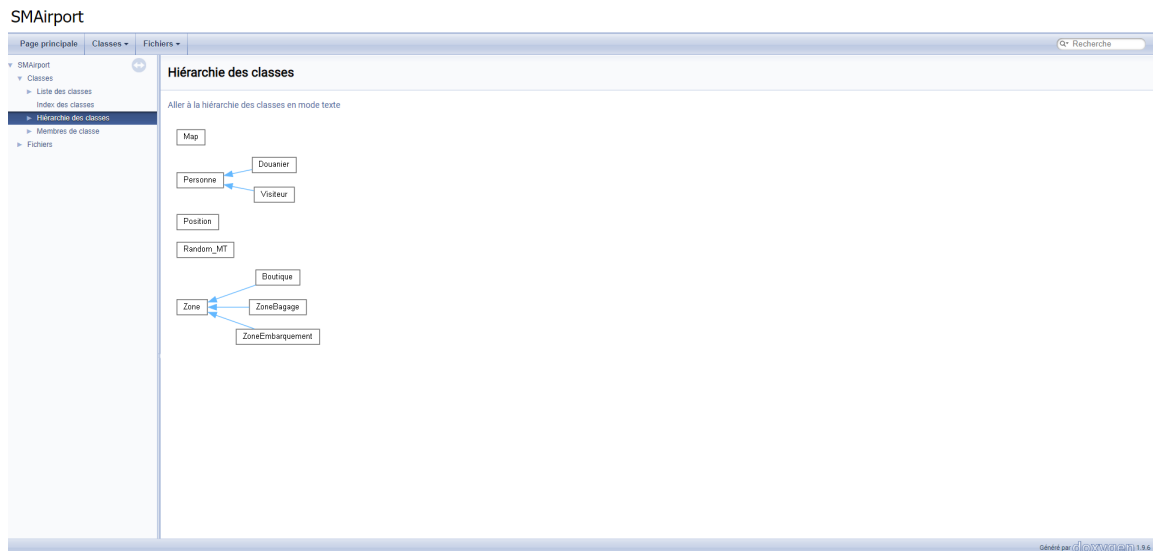 SMAirport
Page principale Classes Fichiers Recherche
SMAirport
Classes
Liste des classes
Index des classes
Hiérarchie des classes
Membres de classe
Fichiers
Hiérarchie des classes
Aller à la hiérarchie des classes en mode texte
Map
Douanier
Personne
Visiteur
Position
Random_MT
Boutique
Zone
ZoneBagage
ZoneEmbarquement
Généré par doxygen 1.9.6